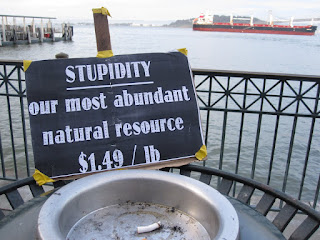 STUPIDITY
our most abundant
natural resource
$1.49 / lb